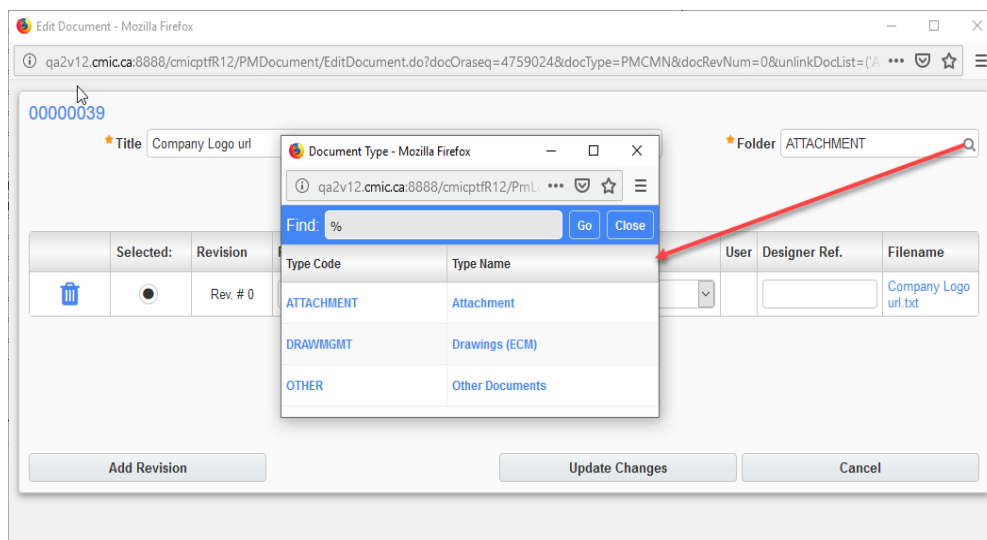 Edit Document - Mozilla Firefox
qa2v12.cmic.ca:8888/cmicptfR12/PMDocument/EditDocument.do?docOraseq=4759024&docType=PMCMN&docRevNum=0&unlinkDocList=('A
00000039
*Title Company Logo url
*Folder ATTACHMENT
Document Type - Mozilla Firefox
qa2v12.cmic.ca:8888/cmicptfR12/PmL
Find: % Go Close
Type Code Type Name
ATTACHMENT Attachment
DRAWMGMT Drawings (ECM)
OTHER Other Documents
Selected: Revision User Designer Ref. Filename
Rev. # 0 Company Logo
url.txt
Add Revision Update Changes Cancel